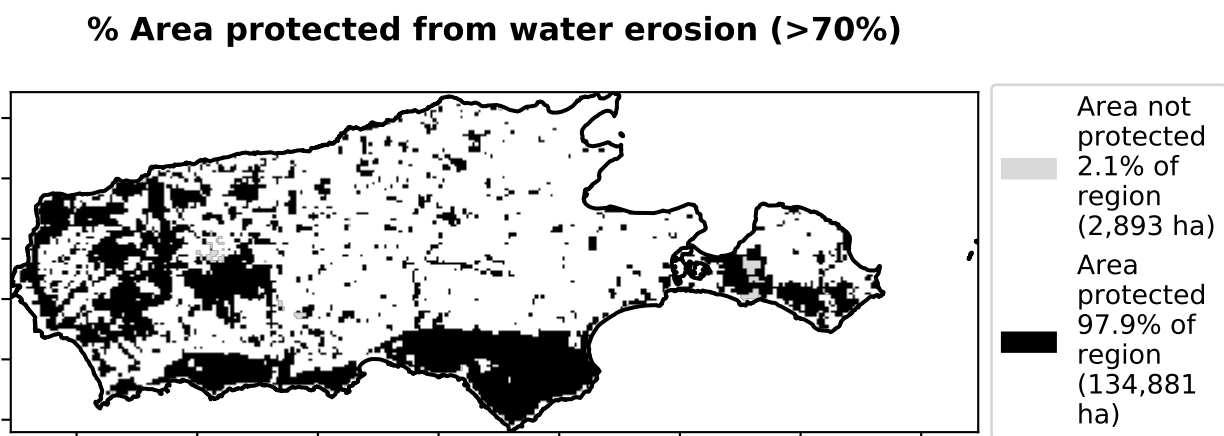 % Area protected from water erosion (>70%)
Area not
protected
2.1% of
region
(2,893 ha)
Area
protected
97.9% of
region
(134,881
ha)